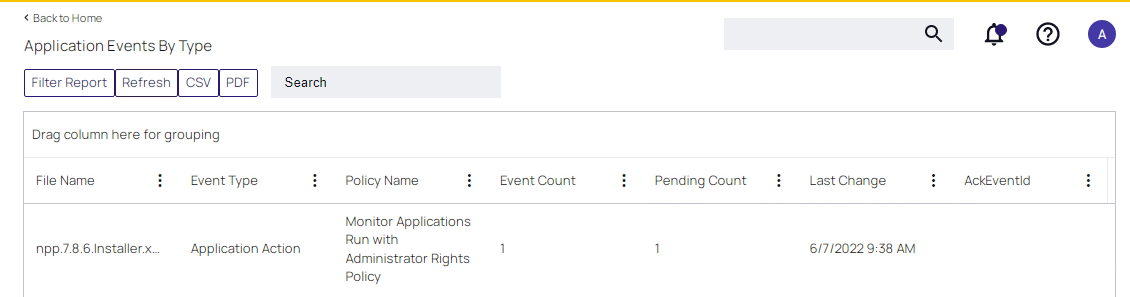 Back to Home
Application Events By Type
A
Filter Report Refresh CSV PDF Search
Drag column here for grouping
File Name Event Type Policy Name Event Count Pending Count Last Change AckEventId
npp.7.8.6.Installer.x... Application Action Monitor Applications
Run with
Administrator Rights
Policy 1 1 6/7/2022 9:38 AM